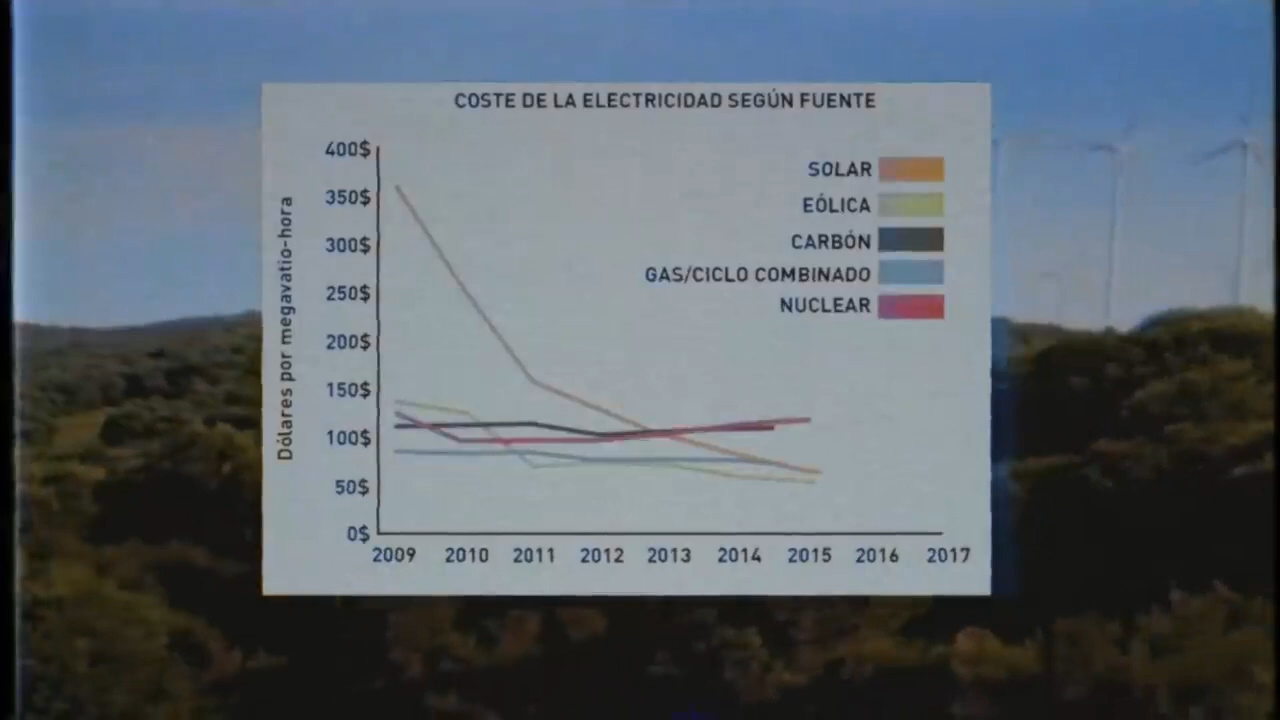 COSTE DE LA ELECTRICIDAD SEGÚN FUENTE
Dólares por megavatio-hora
400$
350$
300$
250$
200$
150$
100$
50$
0$
SOLAR
EÓLICA
CARBÓN
GAS/CICLO COMBINADO
NUCLEAR
2009 2010 2011 2012 2013 2014 2015 2016 2017